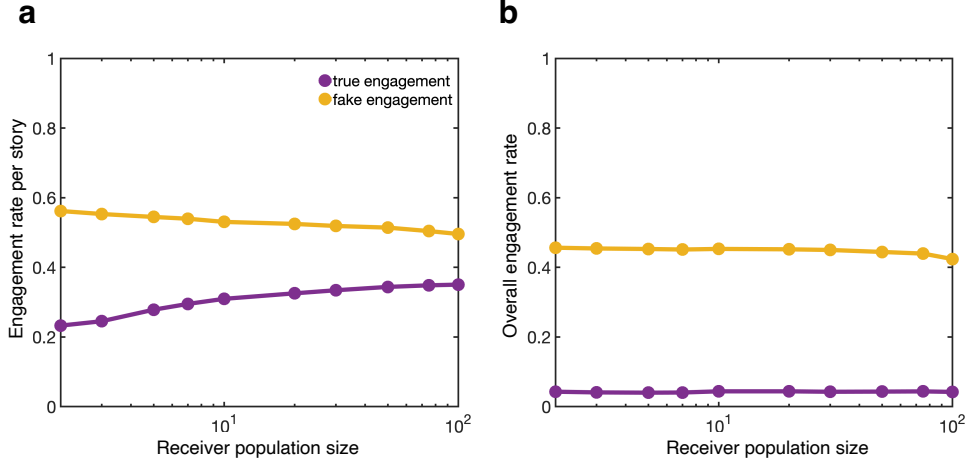 a
b
Engagement rate per story
1
0.8
0.6
0.4
0.2
0
true engagement
fake engagement
10^1
10^2
Receiver population size
Overall engagement rate
1
0.8
0.6
0.4
0.2
0
10^1
10^2
Receiver population size